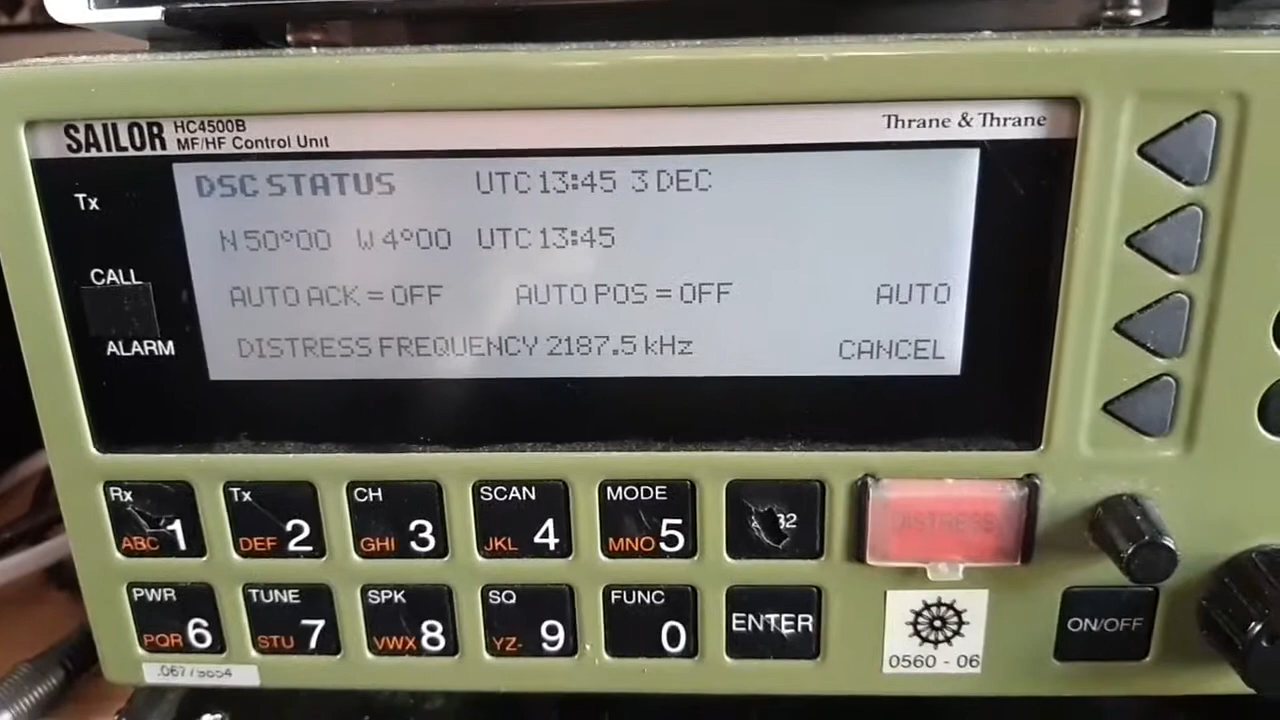 SAILOR HC4500B
MF/HF Control Unit
Thrane & Thrane
Tx
CALL
ALARM
DSC STATUS UTC 13:45 3 DEC
N 50°00 W 4°00 UTC 13:45
AUTO ACK = OFF AUTO POS = OFF AUTO
DISTRESS FREQUENCY 2187.5 kHz CANCEL
Rx ABC 1
Tx DEF 2
CH GHI 3
SCAN JKL 4
MODE MNO 5
DISTRESS
PWR PQR 6
TUNE STU 7
SPK VWX 8
SQ YZ- 9
FUNC 0
ENTER
ON/OFF
0560 - 06